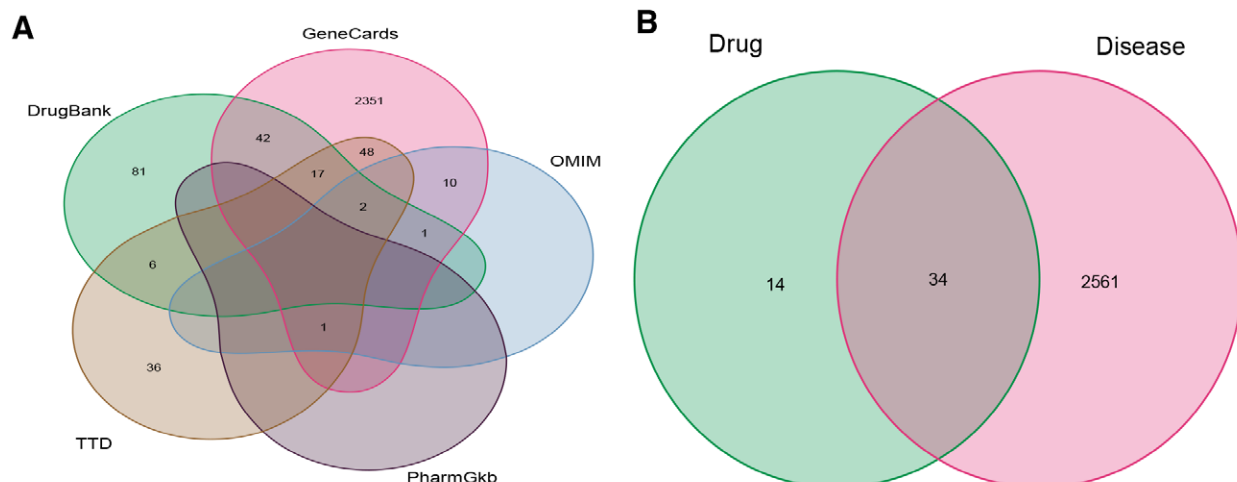 A
GeneCards
DrugBank
2351
42
48
OMIM
81
17
10
2
1
6
1
36
TTD
PharmGkb
B
Drug
Disease
14
34
2561